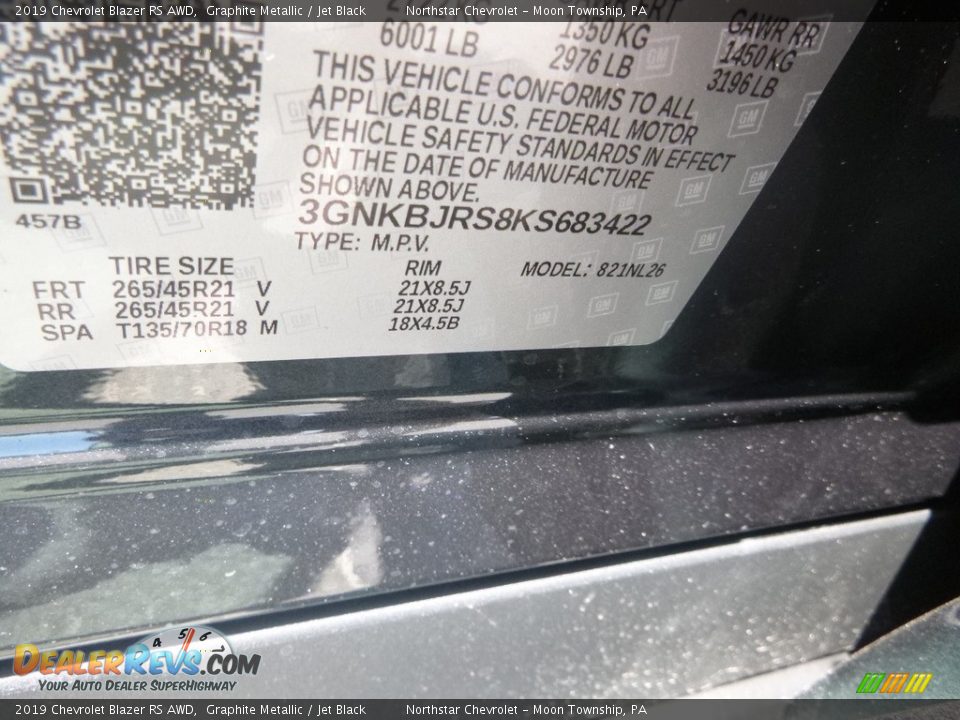 2019 Chevrolet Blazer RS AWD, Graphite Metallic / Jet Black Northstar Chevrolet - Moon Township, PA
6001 LB
1350 KG
2976 LB
GAWR RR
1450 KG
3196 LB
THIS VEHICLE CONFORMS TO ALL
APPLICABLE U.S. FEDERAL MOTOR
VEHICLE SAFETY STANDARDS IN EFFECT
ON THE DATE OF MANUFACTURE
SHOWN ABOVE.
3GNKBJRS8KS683422
TYPE: M.P.V.
457B
TIRE SIZE RIM MODEL: 821NL26
FRT 265/45R21 V 21X8.5J
RR 265/45R21 V 21X8.5J
SPA T135/70R18 M 18X4.5B
GM
4 5 6
DEALERREVS.COM
YOUR AUTO DEALER SUPERHIGHWAY
2019 Chevrolet Blazer RS AWD, Graphite Metallic / Jet Black Northstar Chevrolet - Moon Township, PA